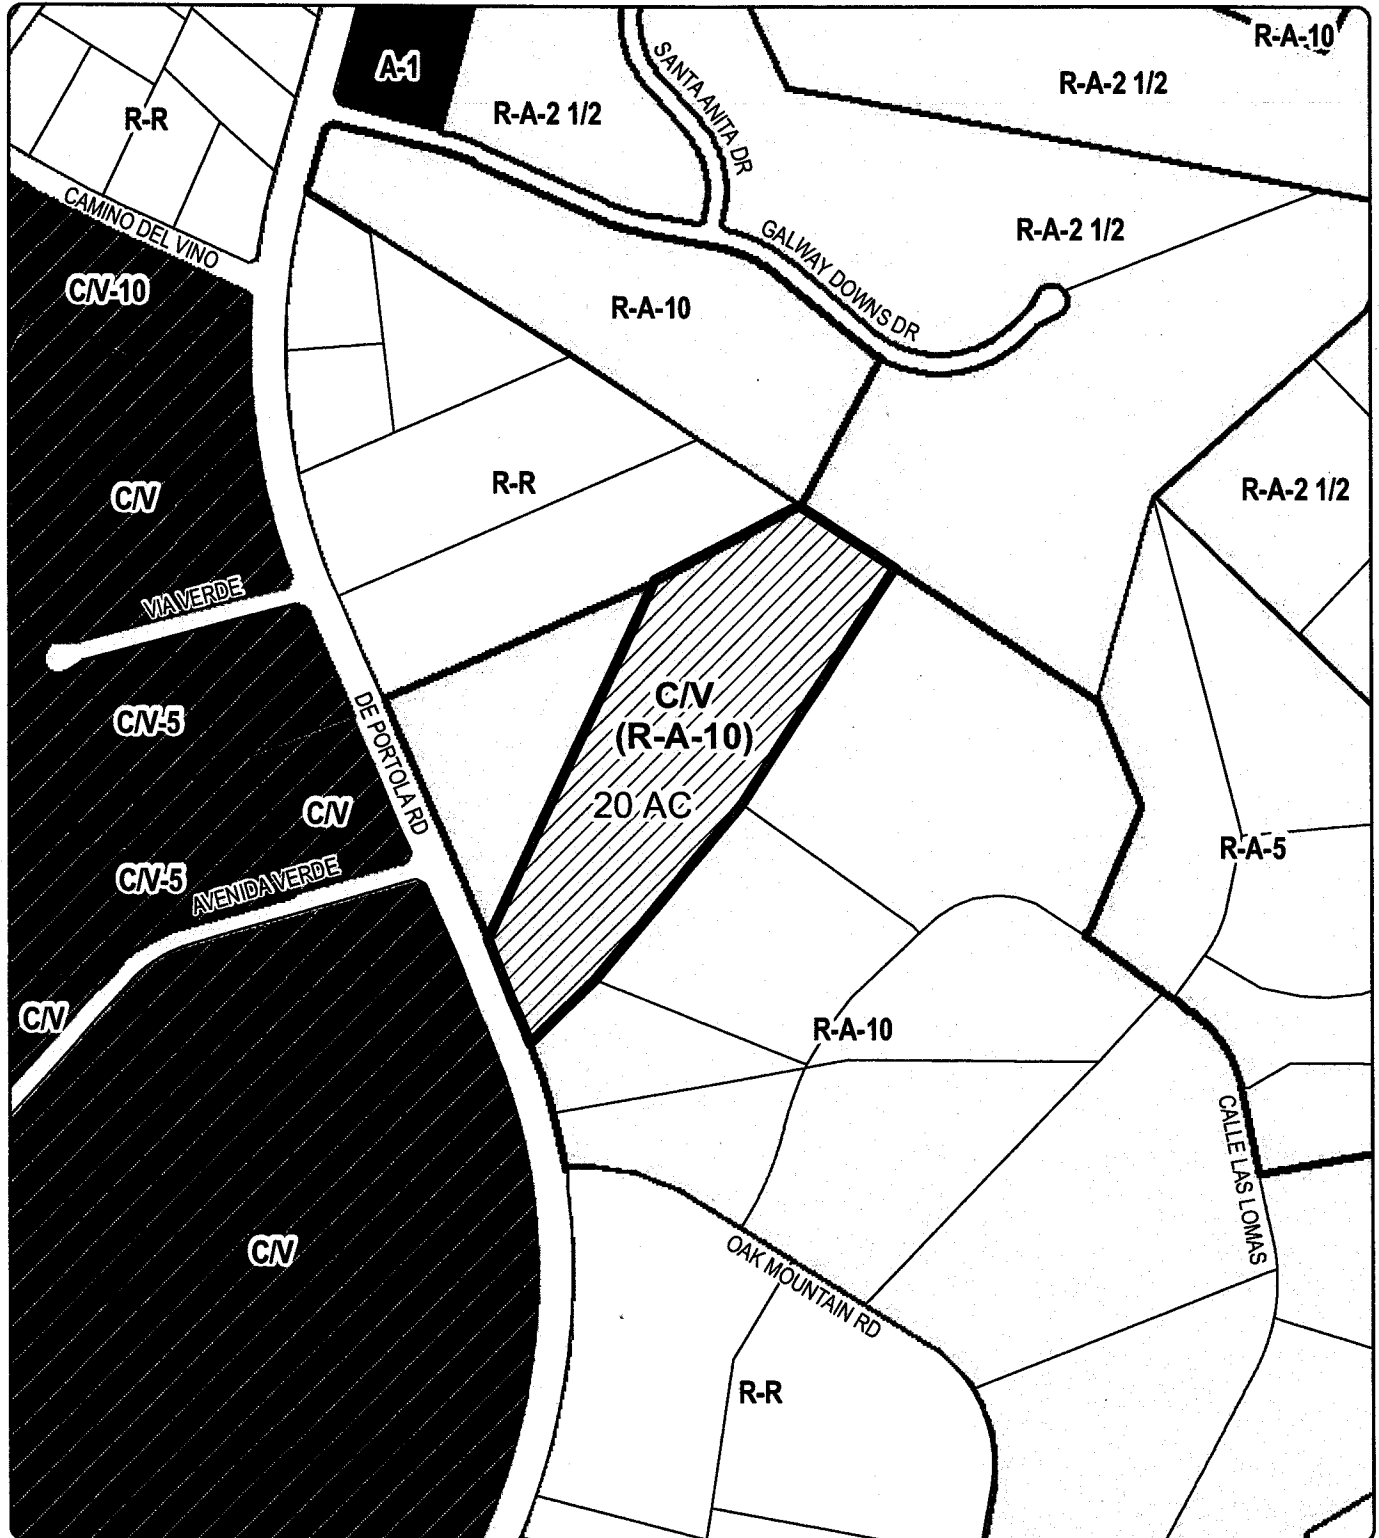 R-A-10
A-1
R-A-2 1/2
R-A-2 1/2
R-R
SANTA ANITA DR
CAMINO DEL VINO
R-A-2 1/2
GALWAY DOWNS DR
C/V-10
R-A-10
C/V
R-R
R-A-2 1/2
VIA VERDE
C/V
(R-A-10)
20 AC
C/V-5
DE PORTOLA RD
C/V
R-A-5
C/V-5
AVENIDA VERDE
C/V
R-A-10
CALLE LAS LOMAS
C/V
OAK MOUNTAIN RD
R-R